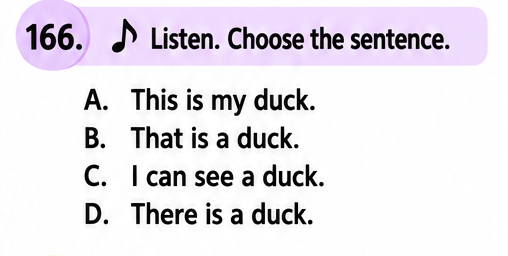 166. Listen. Choose the sentence.
A. This is my duck.
B. That is a duck.
C. I can see a duck.
D. There is a duck.